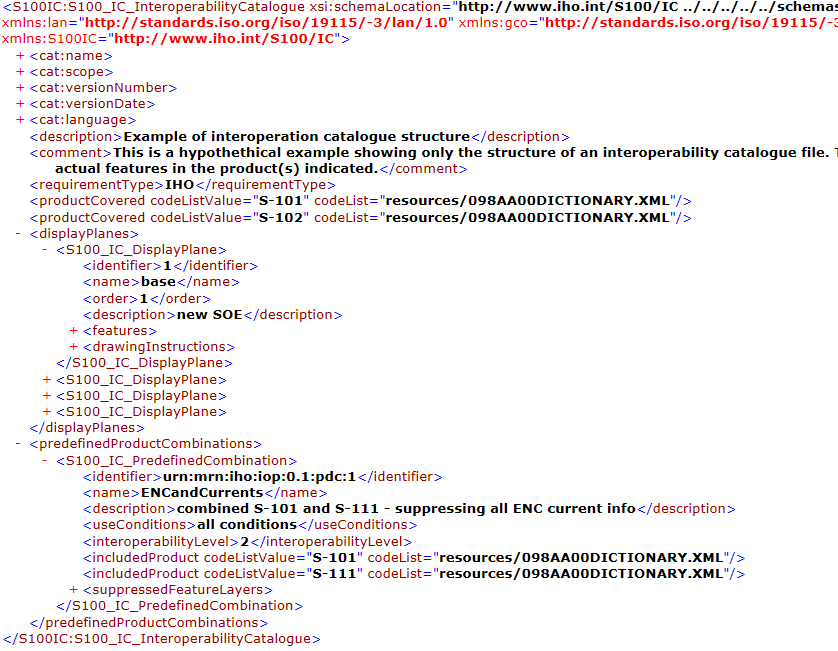 <S100IC:S100_IC_InteroperabilityCatalogue xsi:schemaLocation="http://www.iho.int/S100/IC ../../../../../schemas
xmlns:lan="http://standards.iso.org/iso/19115/-3/lan/1.0" xmlns:gco="http://standards.iso.org/iso/19115/-3
xmlns:S100IC="http://www.iho.int/S100/IC">
+ <cat:name>
+ <cat:scope>
+ <cat:versionNumber>
+ <cat:versionDate>
+ <cat:language>
<description>Example of interoperation catalogue structure</description>
<comment>This is a hypothethical example showing only the structure of an interoperability catalogue file. T
actual features in the product(s) indicated.</comment>
<requirementType>IHO</requirementType>
<productCovered codeListValue="S-101" codeList="resources/098AA00DICTIONARY.XML"/>
<productCovered codeListValue="S-102" codeList="resources/098AA00DICTIONARY.XML"/>
- <displayPlanes>
- <S100_IC_DisplayPlane>
<identifier>1</identifier>
<name>base</name>
<order>1</order>
<description>new SOE</description>
+ <features>
+ <drawingInstructions>
</S100_IC_DisplayPlane>
+ <S100_IC_DisplayPlane>
+ <S100_IC_DisplayPlane>
+ <S100_IC_DisplayPlane>
</displayPlanes>
- <predefinedProductCombinations>
- <S100_IC_PredefinedCombination>
<identifier>urn:mrn:iho:iop:0.1:pdc:1</identifier>
<name>ENCandCurrents</name>
<description>combined S-101 and S-111 - suppressing all ENC current info</description>
<useConditions>all conditions</useConditions>
<interoperabilityLevel>2</interoperabilityLevel>
<includedProduct codeListValue="S-101" codeList="resources/098AA00DICTIONARY.XML"/>
<includedProduct codeListValue="S-111" codeList="resources/098AA00DICTIONARY.XML"/>
+ <suppressedFeatureLayers>
</S100_IC_PredefinedCombination>
</predefinedProductCombinations>
</S100IC:S100_IC_InteroperabilityCatalogue>